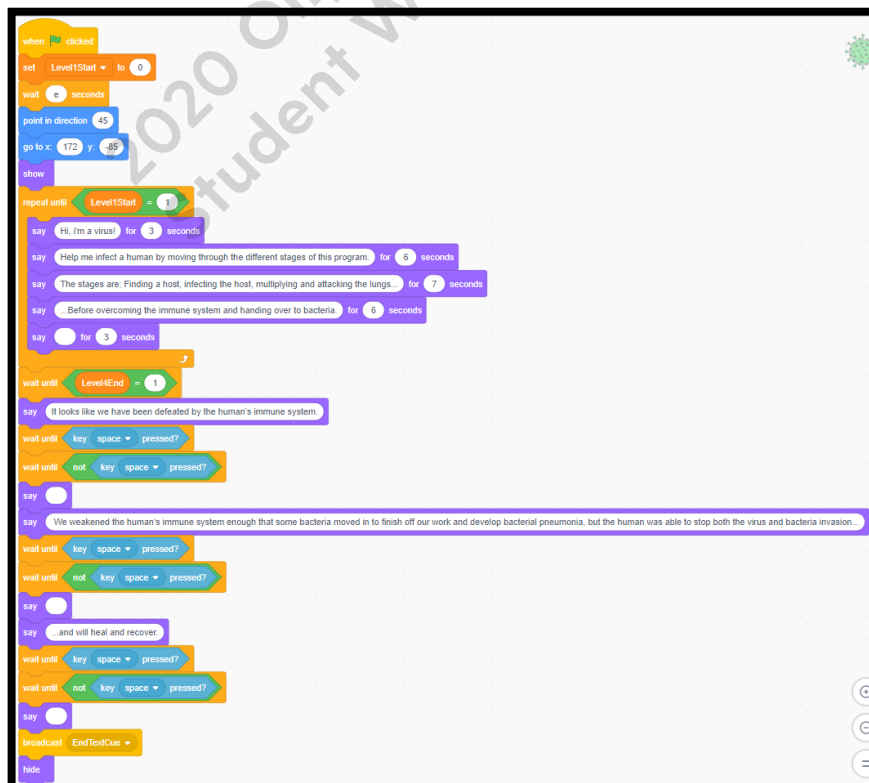 2020 O
Student W
when clicked
set Level1Start to 0
wait e seconds
point in direction 45
go to x: 172 y: -85
show
repeat until Level1Start = 1
say Hi, i'm a virus! for 3 seconds
say Help me infect a human by moving through the different stages of this program. for 6 seconds
say The stages are; Finding a host, infecting the host, multiplying and attacking the lungs... for 7 seconds
say ...Before overcoming the immune system and handing over to bacteria. for 6 seconds
say for 3 seconds
wait until Level4End = 1
say It looks like we have been defeated by the human's immune system.
wait until key space pressed?
wait until not key space pressed?
say
say We weakened the human's immune system enough that some bacteria moved in to finish off our work and develop bacterial pneumonia, but the human was able to stop both the virus and bacteria invasion...
wait until key space pressed?
wait until not key space pressed?
say
say ...and will heal and recover.
wait until key space pressed?
wait until not key space pressed?
say
broadcast EndTextCue
hide